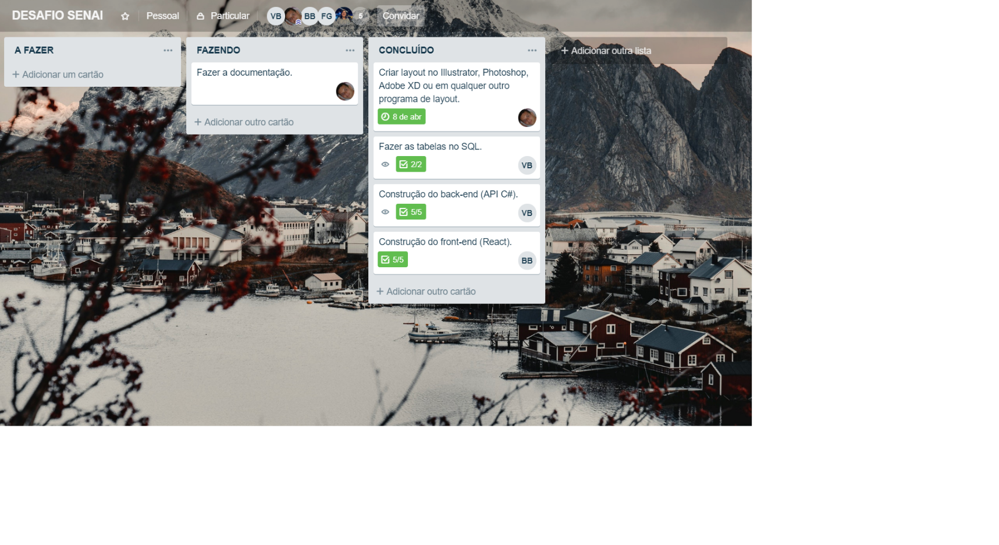 DESAFIO SENAI
Pessoal
Particular
VB
BB
FG
5
Convidar
A FAZER
+ Adicionar um cartão
FAZENDO
Fazer a documentação.
+ Adicionar outro cartão
CONCLUÍDO
Criar layout no Illustrator, Photoshop,
Adobe XD ou em qualquer outro
programa de layout.
8 de abr
Fazer as tabelas no SQL.
2/2
VB
Construção do back-end (API C#).
5/5
VB
Construção do front-end (React).
5/5
BB
+ Adicionar outro cartão
+ Adicionar outra lista
EVA